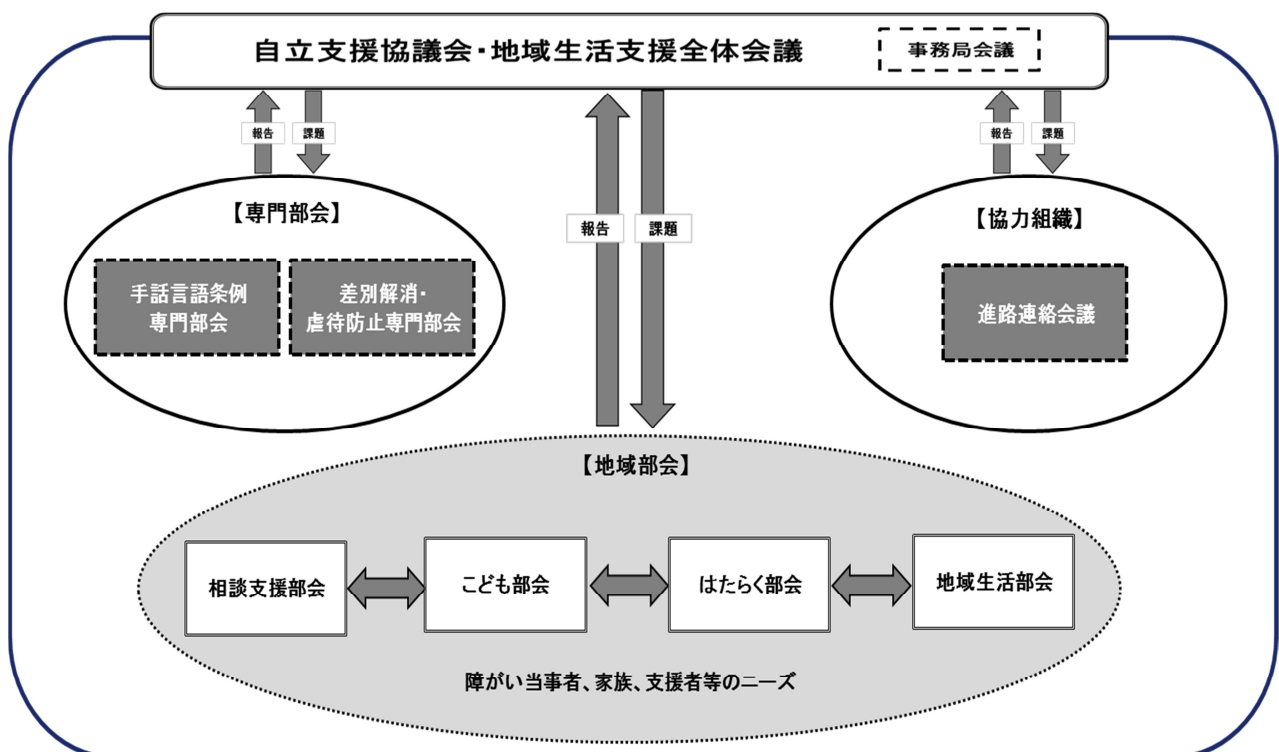 自立支援協議会・地域生活支援全体会議
事務局会議
報告
課題
報告
課題
報告
課題
【専門部会】
手話言語条例
専門部会
差別解消・
虐待防止専門部会
【協力組織】
進路連絡会議
【地域部会】
相談支援部会
こども部会
はたらく部会
地域生活部会
障がい当事者、家族、支援者等のニーズ